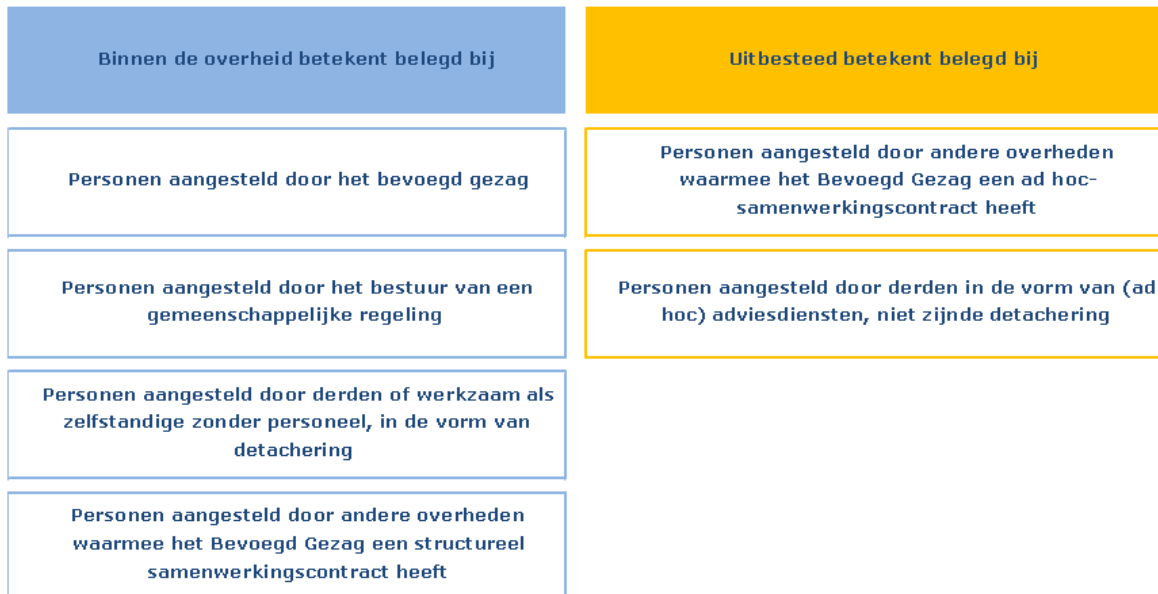 Binnen de overheid betekent belegd bij
Personen aangesteld door het bevoegd gezag
Personen aangesteld door het bestuur van een
gemeenschappelijke regeling
Personen aangesteld door derden of werkzaam als
zelfstandige zonder personeel, in de vorm van
detachering
Personen aangesteld door andere overheden
waarmee het Bevoegd Gezag een structureel
samenwerkingscontract heeft
Uitbesteed betekent belegd bij
Personen aangesteld door andere overheden
waarmee het Bevoegd Gezag een ad hoc-
samenwerkingscontract heeft
Personen aangesteld door derden in de vorm van (ad
hoc) adviesdiensten, niet zijnde detachering